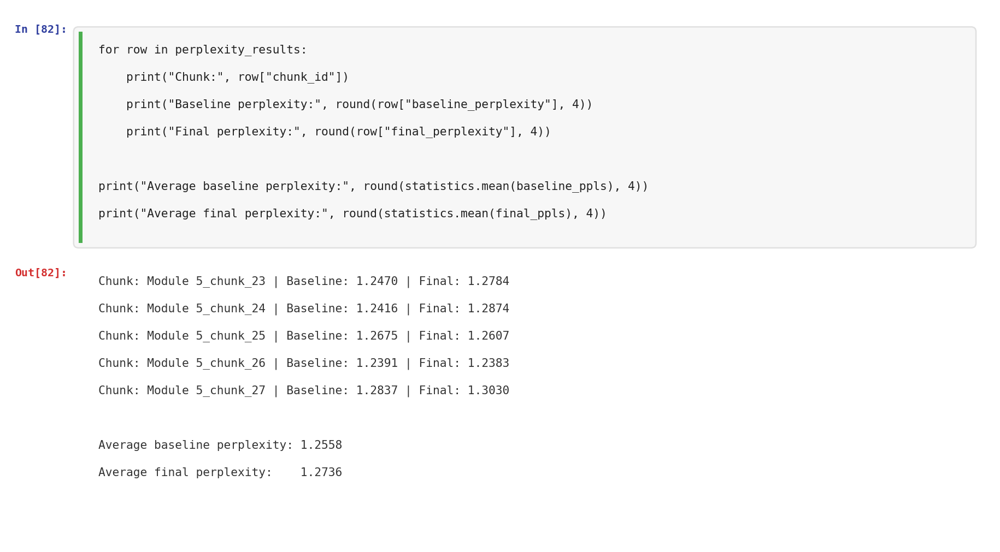 In [82]:
for row in perplexity_results:
    print("Chunk:", row["chunk_id"])
    print("Baseline perplexity:", round(row["baseline_perplexity"], 4))
    print("Final perplexity:", round(row["final_perplexity"], 4))

print("Average baseline perplexity:", round(statistics.mean(baseline_ppls), 4))
print("Average final perplexity:", round(statistics.mean(final_ppls), 4))
Out[82]:
Chunk: Module 5_chunk_23 | Baseline: 1.2470 | Final: 1.2784
Chunk: Module 5_chunk_24 | Baseline: 1.2416 | Final: 1.2874
Chunk: Module 5_chunk_25 | Baseline: 1.2675 | Final: 1.2607
Chunk: Module 5_chunk_26 | Baseline: 1.2391 | Final: 1.2383
Chunk: Module 5_chunk_27 | Baseline: 1.2837 | Final: 1.3030

Average baseline perplexity: 1.2558
Average final perplexity:    1.2736